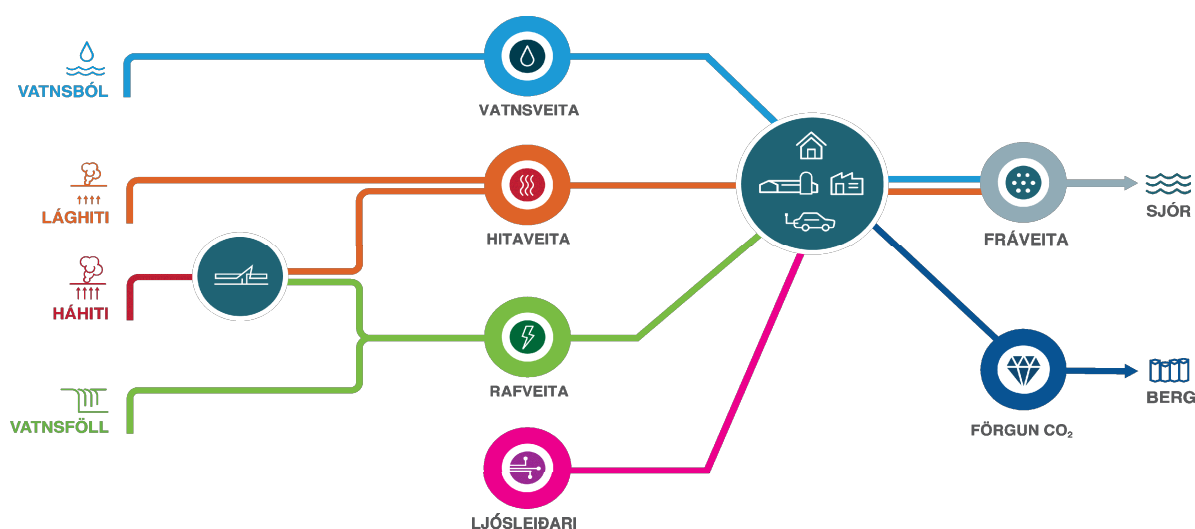 VATNSBÓL
VATNSVEITA
LÁGHITI
HITAVEITA
HÁHITI
RAFVEITA
VATNSFÖLL
LJÓSLEIÐARI
FRÁVEITA
SJÓR
FÖRGUN CO₂
BERG